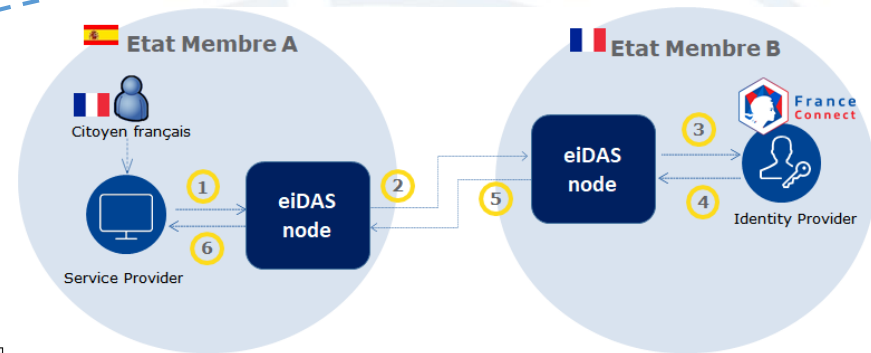 Etat Membre A
Etat Membre B
Citoyen français
France
Connect
1
2
3
eiDAS
node
eiDAS
node
5
4
6
Identity Provider
Service Provider